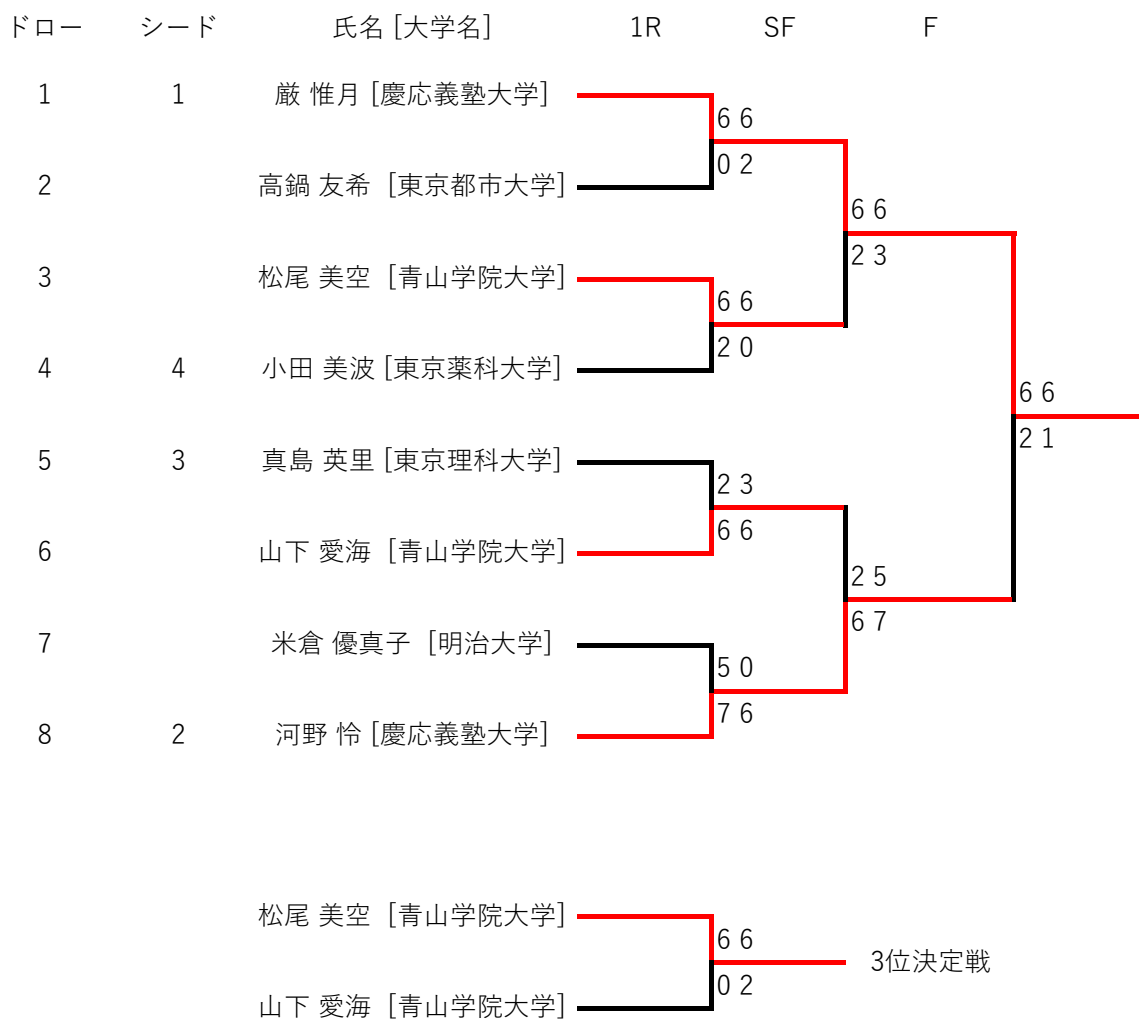 ドロー シード 氏名 [大学名] 1R SF F
1 1 厳 惟月 [慶応義塾大学]
6 6
0 2
2 高鍋 友希 [東京都市大学]
6 6
2 3
3 松尾 美空 [青山学院大学]
6 6
2 0
4 4 小田 美波 [東京薬科大学]
6 6
2 1
5 3 真島 英里 [東京理科大学]
2 3
6 6
6 山下 愛海 [青山学院大学]
2 5
6 7
7 米倉 優真子 [明治大学]
5 0
7 6
8 2 河野 怜 [慶応義塾大学]
松尾 美空 [青山学院大学]
6 6
3位決定戦
0 2
山下 愛海 [青山学院大学]